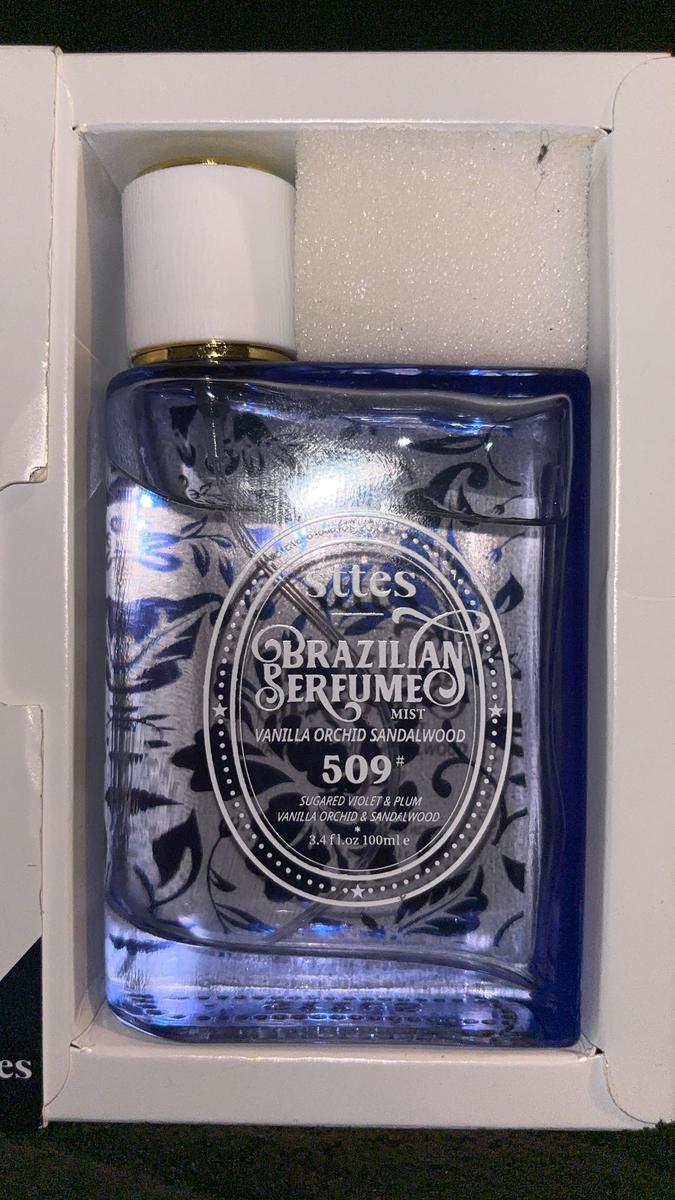 sttes
BRAZILIAN
PERFUME
MIST
VANILLA ORCHID SANDALWOOD
509#
SUGARED VIOLET & PLUM
VANILLA ORCHID & SANDALWOOD
*
3.4 fl.oz 100ml e
es